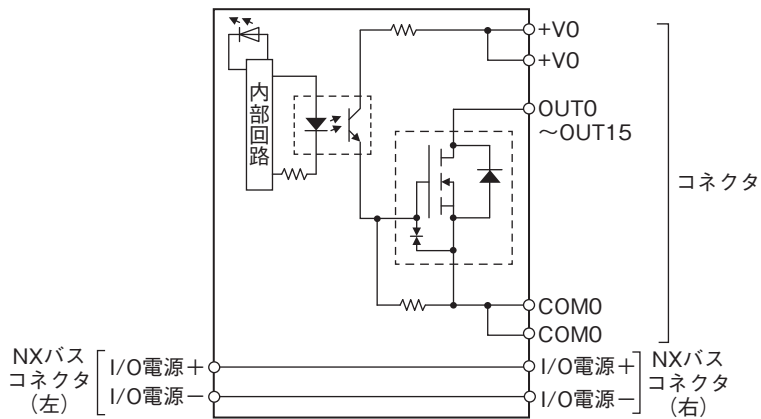 +V0
+V0
内部回路
OUT0
〜OUT15
コネクタ
COM0
COM0
NXバス
コネクタ
(左)
I/O電源+
I/O電源-
I/O電源+
I/O電源-
NXバス
コネクタ
(右)